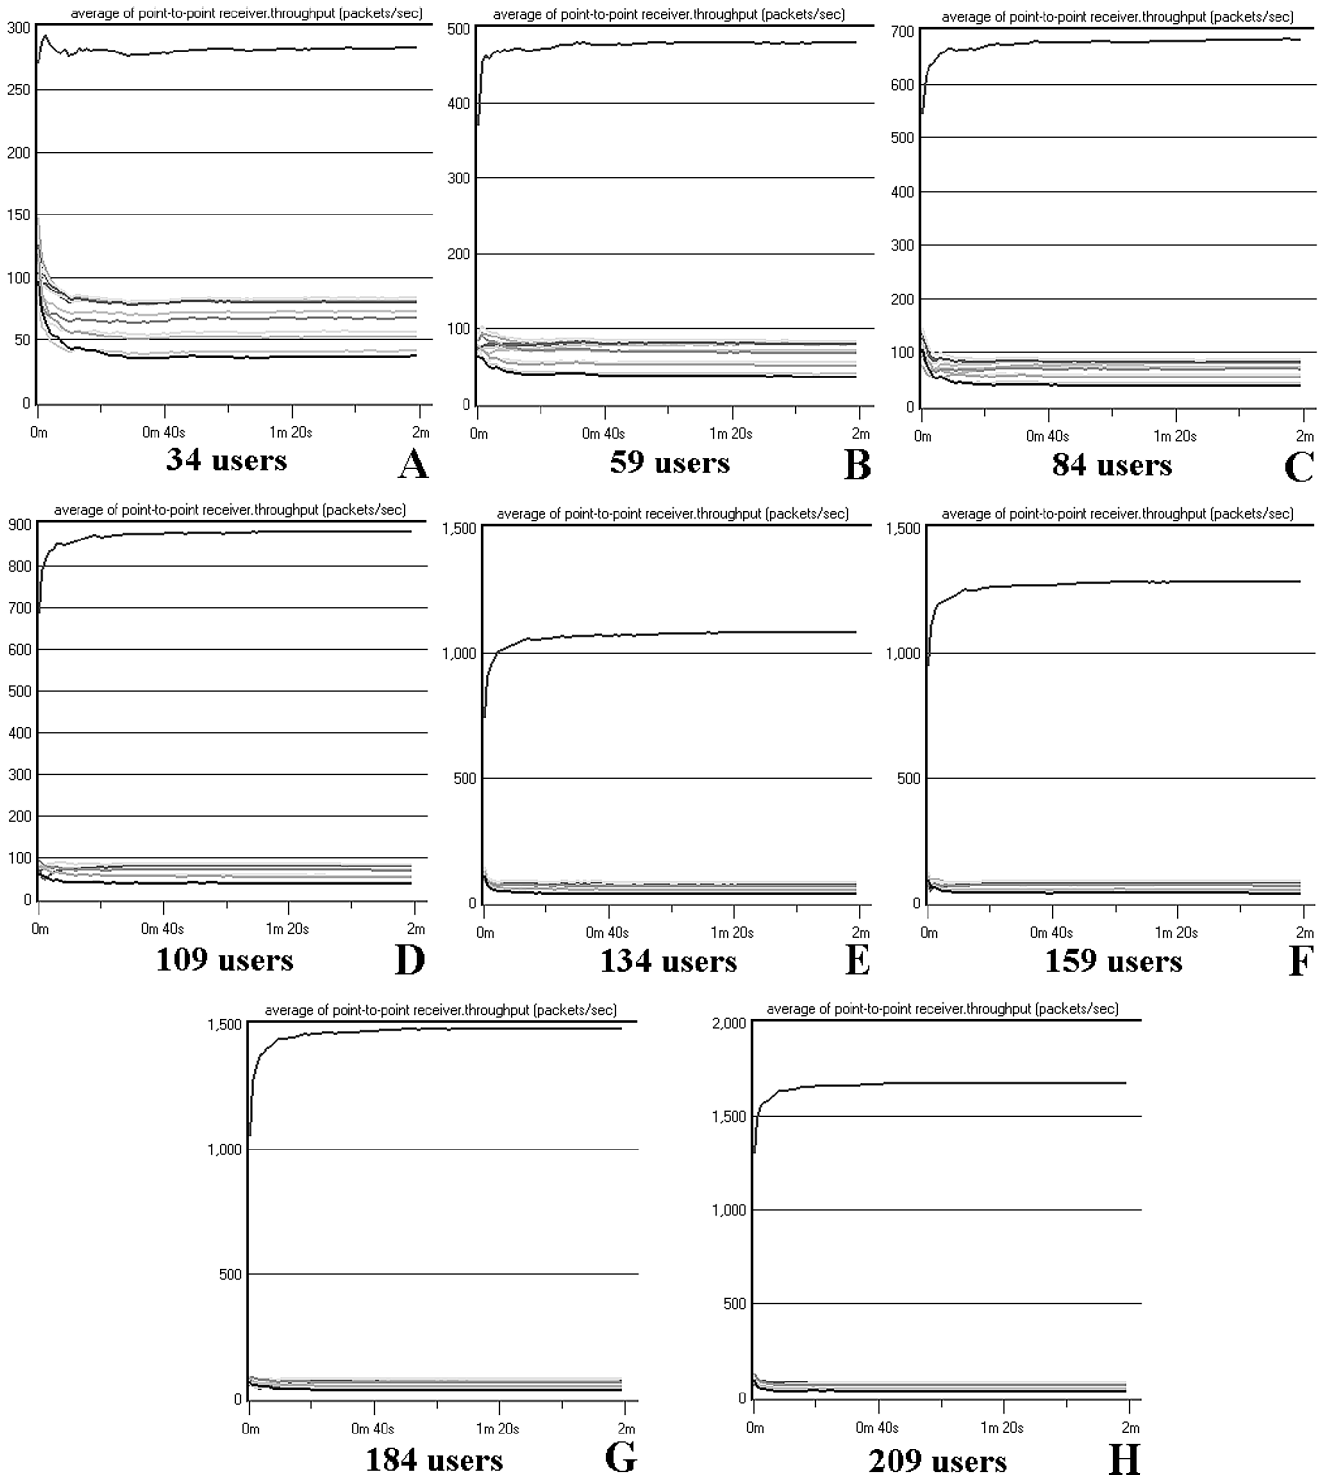 average of point-to-point receiver.throughput (packets/sec)
300
250
200
150
100
50
0
0m 0m 40s 1m 20s 2m
34 users A
average of point-to-point receiver.throughput (packets/sec)
500
400
300
200
100
0
0m 0m 40s 1m 20s 2m
59 users B
average of point-to-point receiver.throughput (packets/sec)
700
600
500
400
300
200
100
0
0m 0m 40s 1m 20s 2m
84 users C
average of point-to-point receiver.throughput (packets/sec)
900
800
700
600
500
400
300
200
100
0
0m 0m 40s 1m 20s 2m
109 users D
average of point-to-point receiver.throughput (packets/sec)
1,500
1,000
500
0
0m 0m 40s 1m 20s 2m
134 users E
average of point-to-point receiver.throughput (packets/sec)
1,500
1,000
500
0
0m 0m 40s 1m 20s 2m
159 users F
average of point-to-point receiver.throughput (packets/sec)
1,500
1,000
500
0
0m 0m 40s 1m 20s 2m
184 users G
average of point-to-point receiver.throughput (packets/sec)
2,000
1,500
1,000
500
0
0m 0m 40s 1m 20s 2m
209 users H